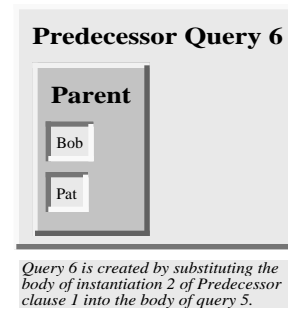 Predecessor Query 6
Parent
Bob
Pat
Query 6 is created by substituting the
body of instantiation 2 of Predecessor
clause 1 into the body of query 5.